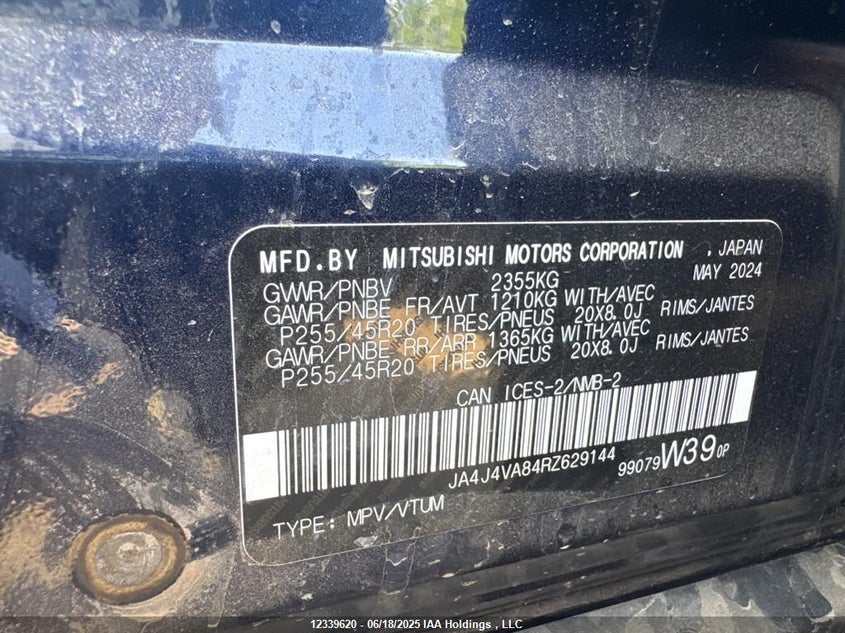 MFD.BY MITSUBISHI MOTORS CORPORATION , JAPAN
MAY 2024
GVWR/PNBV 2355KG
GAWR/PNBE FR/AVT 1210KG WITH/AVEC
P255/45R20 TIRES/PNEUS 20X8.0J RIMS/JANTES
GAWR/PNBE RR/ARR 1365KG WITH/AVEC
P255/45R20 TIRES/PNEUS 20X8.0J RIMS/JANTES
CAN ICES-2/NMB-2
JA4J4VA84RZ629144
99079 W39 0P
TYPE: MPV/VTUM
12339620 - 06/18/2025 IAA Holdings , LLC